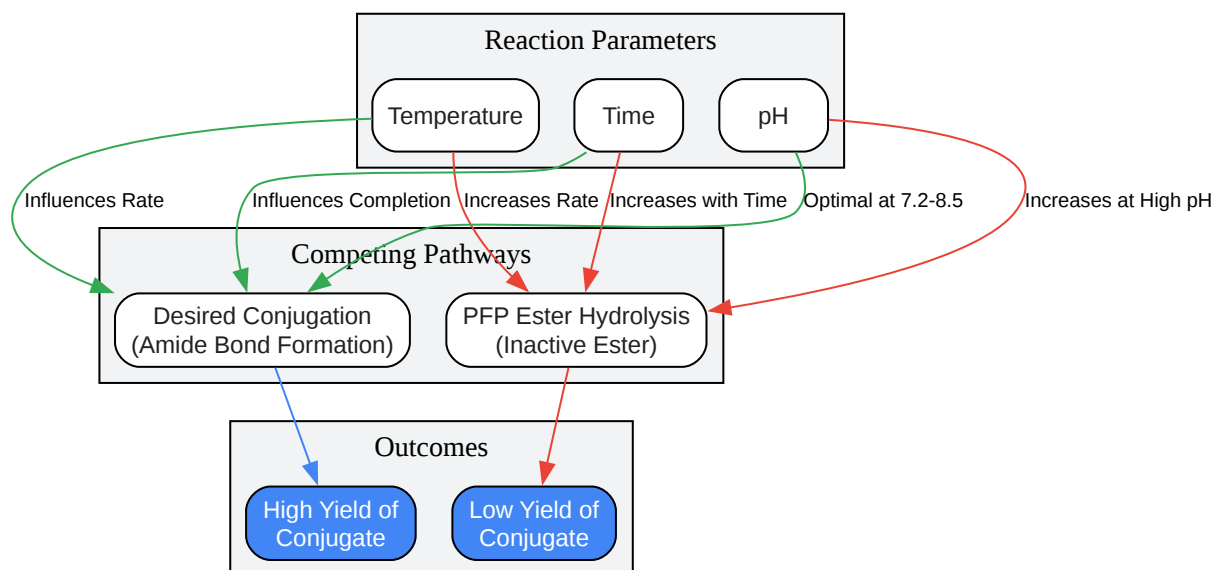 Reaction Parameters
Temperature
Time
pH
Influences Rate
Influences Completion
Increases Rate
Increases with Time
Optimal at 7.2-8.5
Increases at High pH
Competing Pathways
Desired Conjugation
(Amide Bond Formation)
PFP Ester Hydrolysis
(Inactive Ester)
Outcomes
High Yield of
Conjugate
Low Yield of
Conjugate